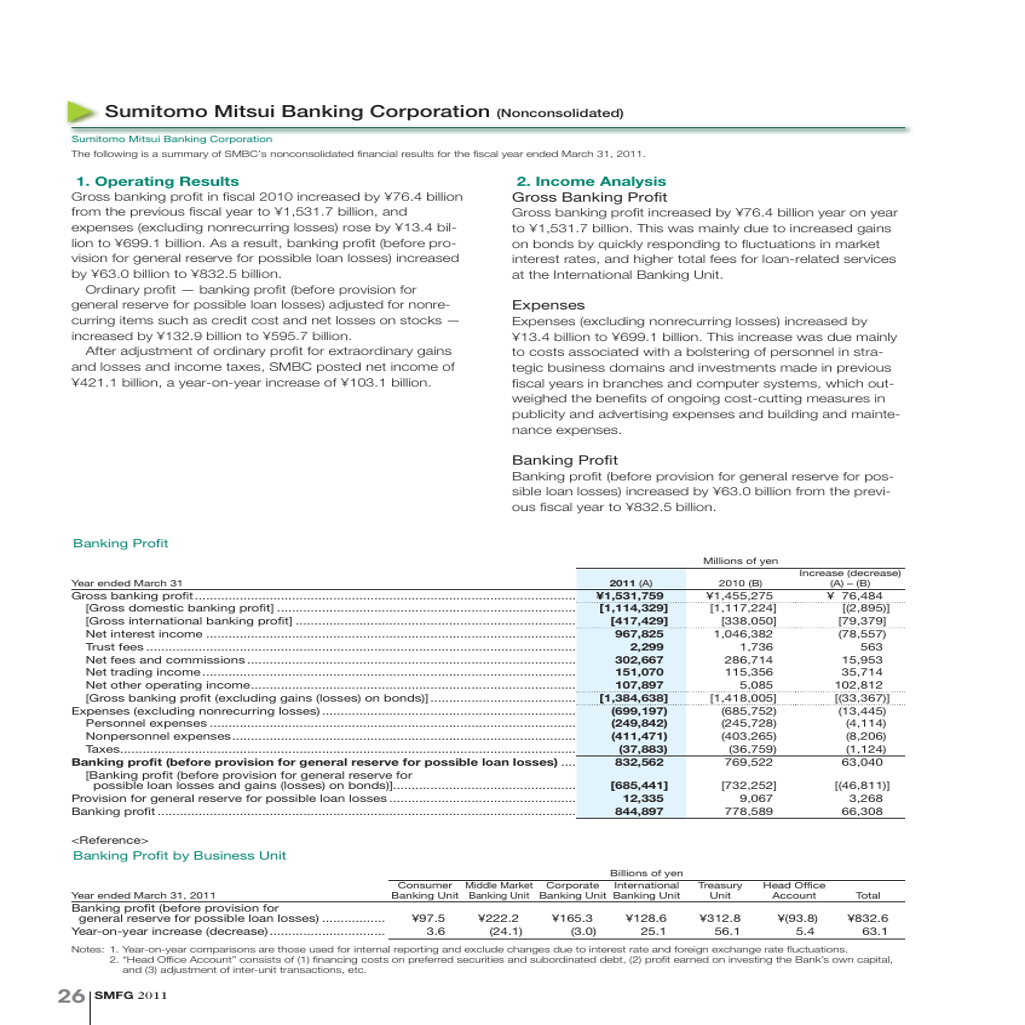 Sumitomo Mitsui Banking Corporation (Nonconsolidated)
Sumitomo Mitsui Banking Corporation
The following is a summary of SMBC's nonconsolidated financial results for the fiscal year ended March 31, 2011.
1. Operating Results
Gross banking profit in fiscal 2010 increased by ¥76.4 billion
from the previous fiscal year to ¥1,531.7 billion, and
expenses (excluding nonrecurring losses) rose by ¥13.4 bil-
lion to ¥699.1 billion. As a result, banking profit (before pro-
vision for general reserve for possible loan losses) increased
by ¥63.0 billion to ¥832.5 billion.
Ordinary profit — banking profit (before provision for
general reserve for possible loan losses) adjusted for nonre-
curring items such as credit cost and net losses on stocks —
increased by ¥132.9 billion to ¥595.7 billion.
After adjustment of ordinary profit for extraordinary gains
and losses and income taxes, SMBC posted net income of
¥421.1 billion, a year-on-year increase of ¥103.1 billion.
2. Income Analysis
Gross Banking Profit
Gross banking profit increased by ¥76.4 billion year on year
to ¥1,531.7 billion. This was mainly due to increased gains
on bonds by quickly responding to fluctuations in market
interest rates, and higher total fees for loan-related services
at the International Banking Unit.
Expenses
Expenses (excluding nonrecurring losses) increased by
¥13.4 billion to ¥699.1 billion. This increase was due mainly
to costs associated with a bolstering of personnel in stra-
tegic business domains and investments made in previous
fiscal years in branches and computer systems, which out-
weighed the benefits of ongoing cost-cutting measures in
publicity and advertising expenses and building and mainte-
nance expenses.
Banking Profit
Banking profit (before provision for general reserve for pos-
sible loan losses) increased by ¥63.0 billion from the previ-
ous fiscal year to ¥832.5 billion.
Banking Profit
Millions of yen
Increase (decrease)
Year ended March 31 2011 (A) 2010 (B) (A) – (B)
Gross banking profit ¥1,531,759 ¥1,455,275 ¥ 76,484
[Gross domestic banking profit] [1,114,329] [1,117,224] [(2,895)]
[Gross international banking profit] [417,429] [338,050] [79,379]
Net interest income 967,825 1,046,382 (78,557)
Trust fees 2,299 1,736 563
Net fees and commissions 302,667 286,714 15,953
Net trading income 151,070 115,356 35,714
Net other operating income 107,897 5,085 102,812
[Gross banking profit (excluding gains (losses) on bonds)] [1,384,638] [1,418,005] [(33,367)]
Expenses (excluding nonrecurring losses) (699,197) (685,752) (13,445)
Personnel expenses (249,842) (245,728) (4,114)
Nonpersonnel expenses (411,471) (403,265) (8,206)
Taxes (37,883) (36,759) (1,124)
Banking profit (before provision for general reserve for possible loan losses) 832,562 769,522 63,040
[Banking profit (before provision for general reserve for
possible loan losses and gains (losses) on bonds)] [685,441] [732,252] [(46,811)]
Provision for general reserve for possible loan losses 12,335 9,067 3,268
Banking profit 844,897 778,589 66,308
<Reference>
Banking Profit by Business Unit
Billions of yen
Consumer Middle Market Corporate International Treasury Head Office
Year ended March 31, 2011 Banking Unit Banking Unit Banking Unit Banking Unit Unit Account Total
Banking profit (before provision for
general reserve for possible loan losses) ¥97.5 ¥222.2 ¥165.3 ¥128.6 ¥312.8 ¥(93.8) ¥832.6
Year-on-year increase (decrease) 3.6 (24.1) (3.0) 25.1 56.1 5.4 63.1
Notes: 1. Year-on-year comparisons are those used for internal reporting and exclude changes due to interest rate and foreign exchange rate fluctuations.
2. "Head Office Account" consists of (1) financing costs on preferred securities and subordinated debt, (2) profit earned on investing the Bank's own capital,
and (3) adjustment of inter-unit transactions, etc.
26 SMFG 2011